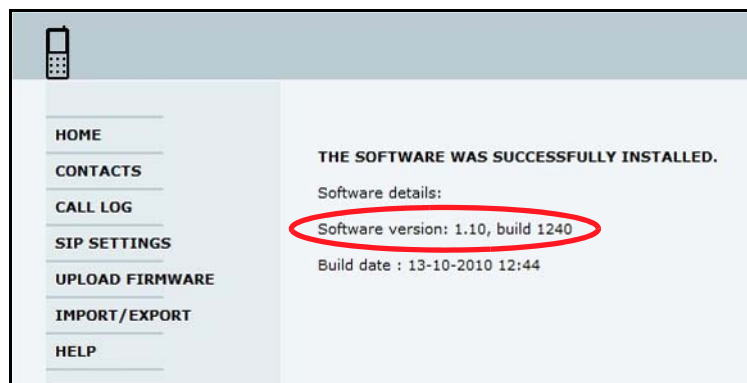 HOME
CONTACTS
CALL LOG
SIP SETTINGS
UPLOAD FIRMWARE
IMPORT/EXPORT
HELP
THE SOFTWARE WAS SUCCESSFULLY INSTALLED.
Software details:
Software version: 1.10, build 1240
Build date : 13-10-2010 12:44